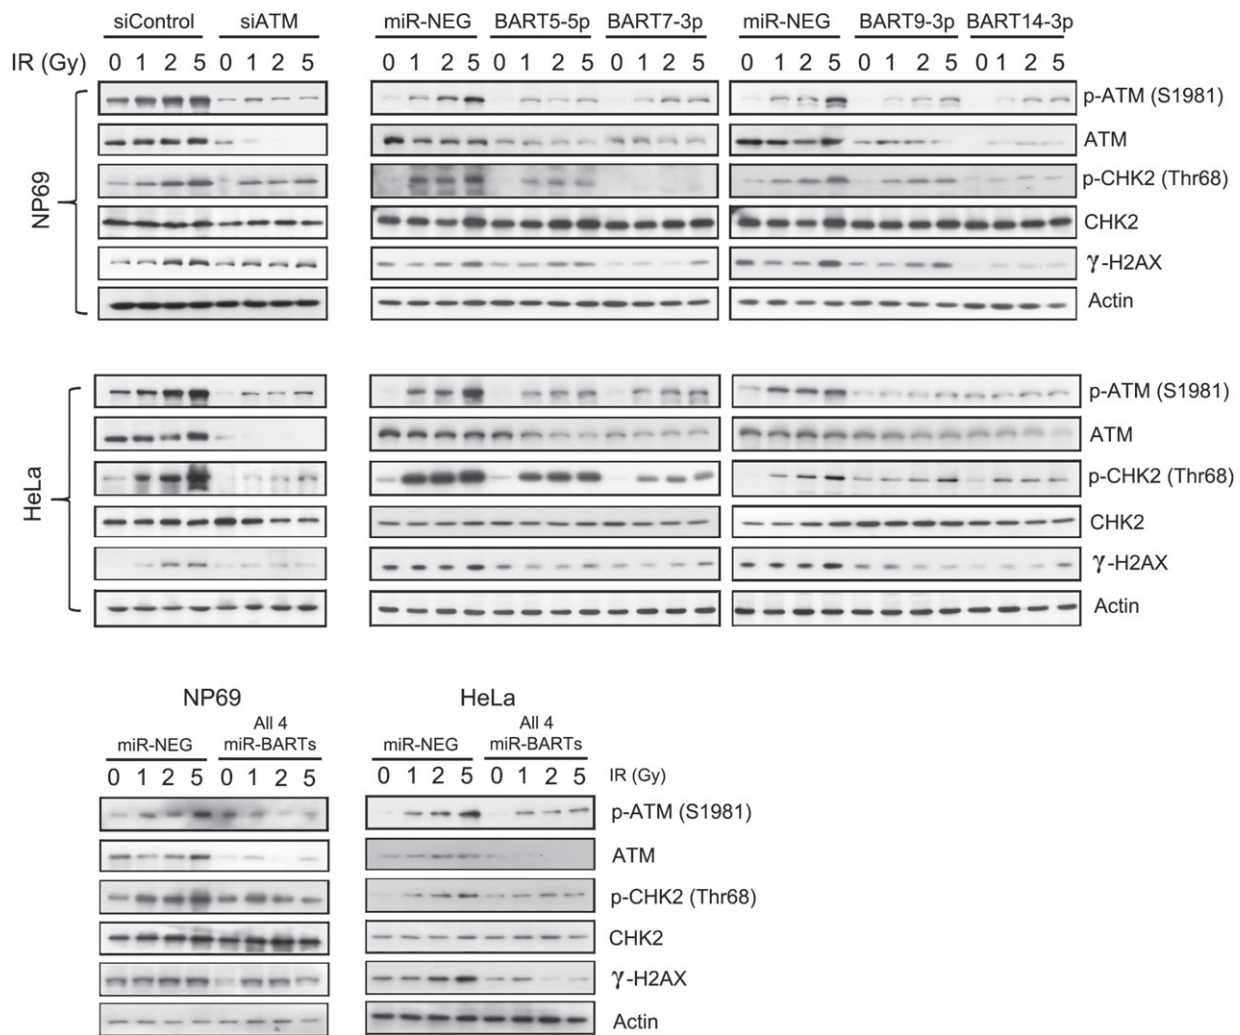 siControl siATM miR-NEG BART5-5p BART7-3p miR-NEG BART9-3p BART14-3p
IR (Gy) 0 1 2 5 0 1 2 5 0 1 2 5 0 1 2 5 0 1 2 5 0 1 2 5 0 1 2 5 0 1 2 5
NP69
p-ATM (S1981)
ATM
p-CHK2 (Thr68)
CHK2
γ-H2AX
Actin
HeLa
p-ATM (S1981)
ATM
p-CHK2 (Thr68)
CHK2
γ-H2AX
Actin
NP69 HeLa
miR-NEG All 4 miR-NEG All 4
miR-BARTs miR-BARTs
0 1 2 5 0 1 2 5 0 1 2 5 0 1 2 5 IR (Gy)
p-ATM (S1981)
ATM
p-CHK2 (Thr68)
CHK2
γ-H2AX
Actin